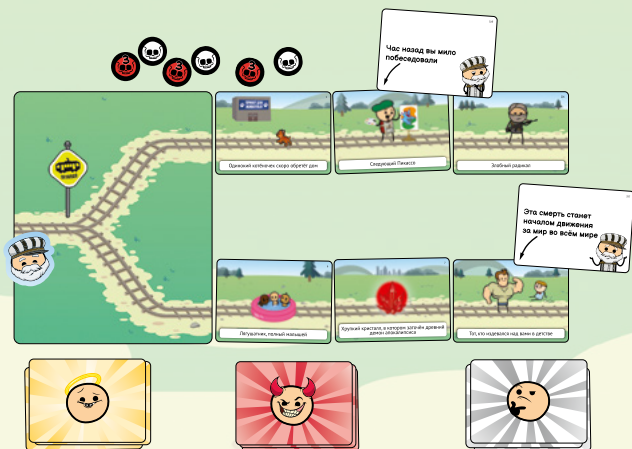 Час назад вы мило
побеседовали
Одинокий котёночек скоро обретёт дом
Следующий Пикассо
Злобный радикал
Эта смерть станет
началом движения
за мир во всём мире
Лягушатник, полный малышей
Хрупкий кристалл, в котором заточён древний
демон апокалипсиса
Тот, кто издевался над вами в детстве